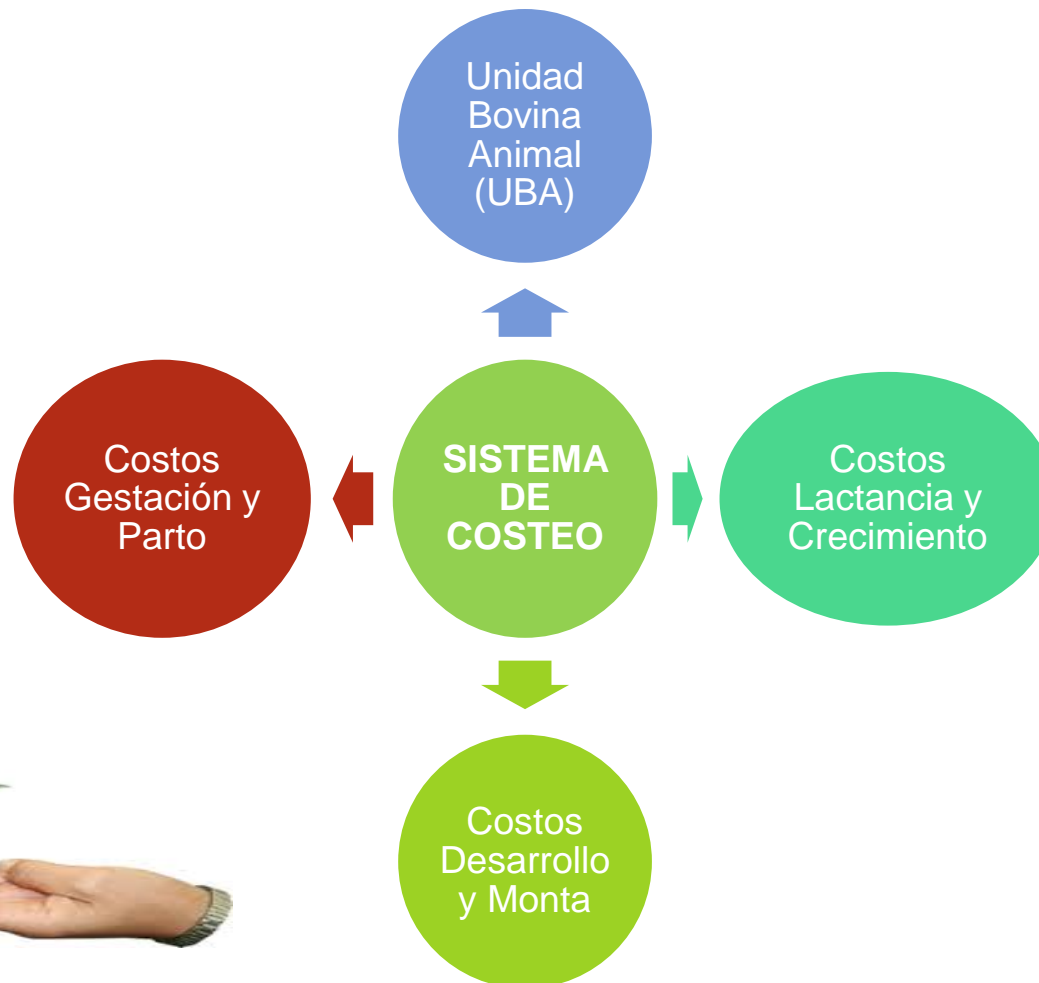 Unidad
Bovina
Animal
(UBA)
Costos
Gestación y
Parto
SISTEMA
DE
COSTEO
Costos
Lactancia y
Crecimiento
Costos
Desarrollo
y Monta